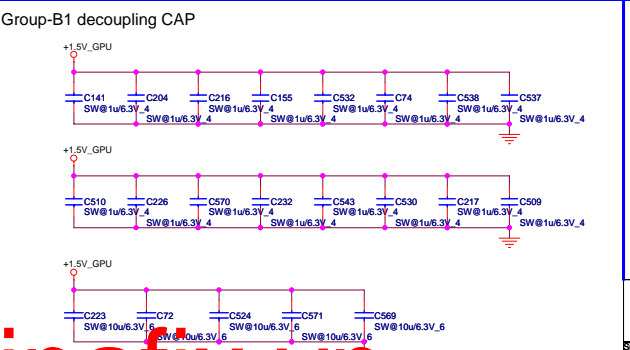 Group-B1 decoupling CAP
+1.5V_GPU
C141 C204 C216 C155 C532 C74 C538 C537
SW@1u/6.3V_4 SW@1u/6.3V_4 SW@1u/6.3V_4 SW@1u/6.3V_4
SW@1u/6.3V_4 SW@1u/6.3V_4 SW@1u/6.3V_4 SW@1u/6.3V_4
+1.5V_GPU
C510 C226 C570 C232 C543 C530 C217 C509
SW@1u/6.3V_4 SW@1u/6.3V_4 SW@1u/6.3V_4 SW@1u/6.3V_4
SW@1u/6.3V_4 SW@1u/6.3V_4 SW@1u/6.3V_4 SW@1u/6.3V_4
+1.5V_GPU
C223 C72 C524 C571 C569
SW@10u/6.3V_6 SW@10u/6.3V_6 SW@10u/6.3V_6
SW@10u/6.3V_6 SW@10u/6.3V_6